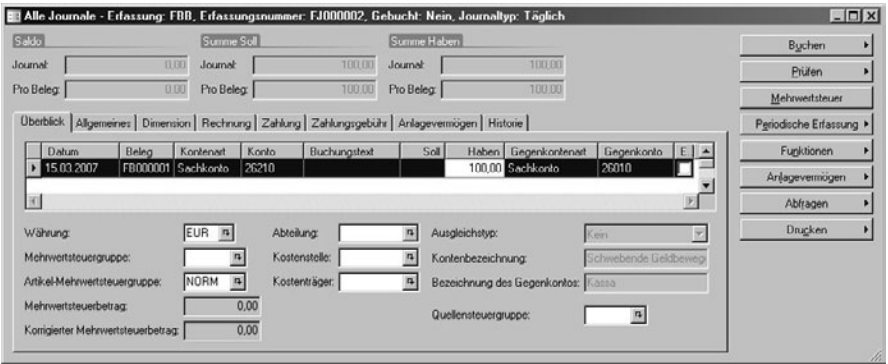 Alle Journale - Erfassung: FBB, Erfassungsnummer: FJ000002, Gebucht: Nein, Journaltyp: Täglich
Saldo Summe Soll Summe Haben
Journal: 0,00 Journal: 100,00 Journal: 100,00
Pro Beleg: 0,00 Pro Beleg: 100,00 Pro Beleg: 100,00
Buchen
Prüfen
Mehrwertsteuer
Periodische Erfassung
Funktionen
Anlagevermögen
Abfragen
Drucken
Überblick Allgemeines Dimension Rechnung Zahlung Zahlungsgebühr Anlagevermögen Historie
Datum Beleg Kontenart Konto Buchungstext Soll Haben Gegenkontenart Gegenkonto E
15.03.2007 FB000001 Sachkonto 26210 100,00 Sachkonto 26010
Währung: EUR Abteilung: Ausgleichstyp: Kein
Mehrwertsteuergruppe: Kostenstelle: Kontenbezeichnung: Schwebende Geldbeweg
Artikel-Mehrwertsteuergruppe: NORM Kostenträger: Bezeichnung des Gegenkontos: Kassa
Mehrwertsteuerbetrag: 0,00
Quellensteuergruppe:
Korrigierter Mehrwertsteuerbetrag: 0,00